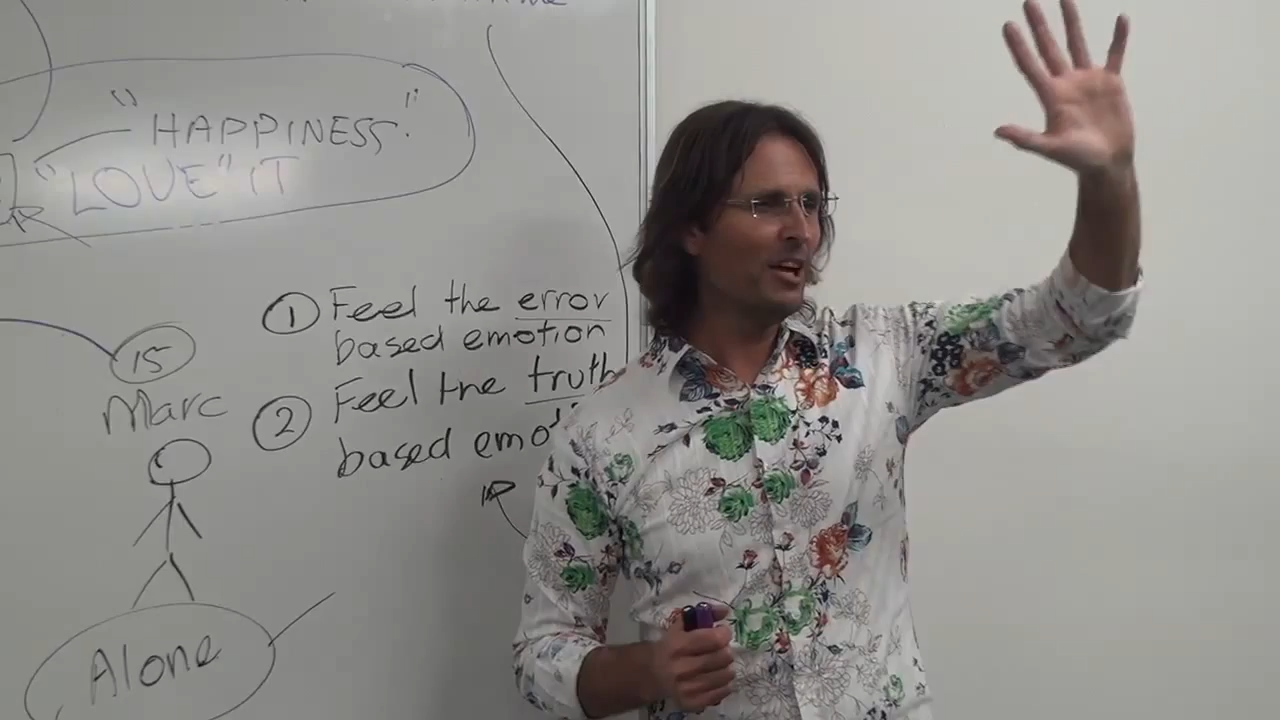 "HAPPINESS."
"LOVE" IT
① Feel the error
based emotion
② Feel the truth
based emo
15
Marc
Alone